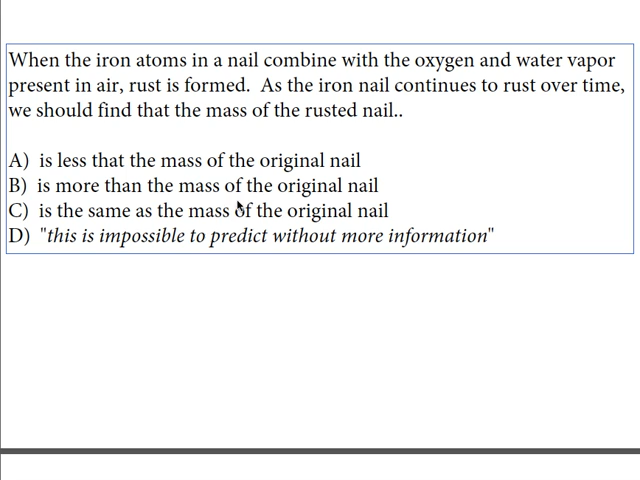 When the iron atoms in a nail combine with the oxygen and water vapor
present in air, rust is formed.  As the iron nail continues to rust over time,
we should find that the mass of the rusted nail..
A)  is less that the mass of the original nail
B)  is more than the mass of the original nail
C)  is the same as the mass of the original nail
D)  "this is impossible to predict without more information"